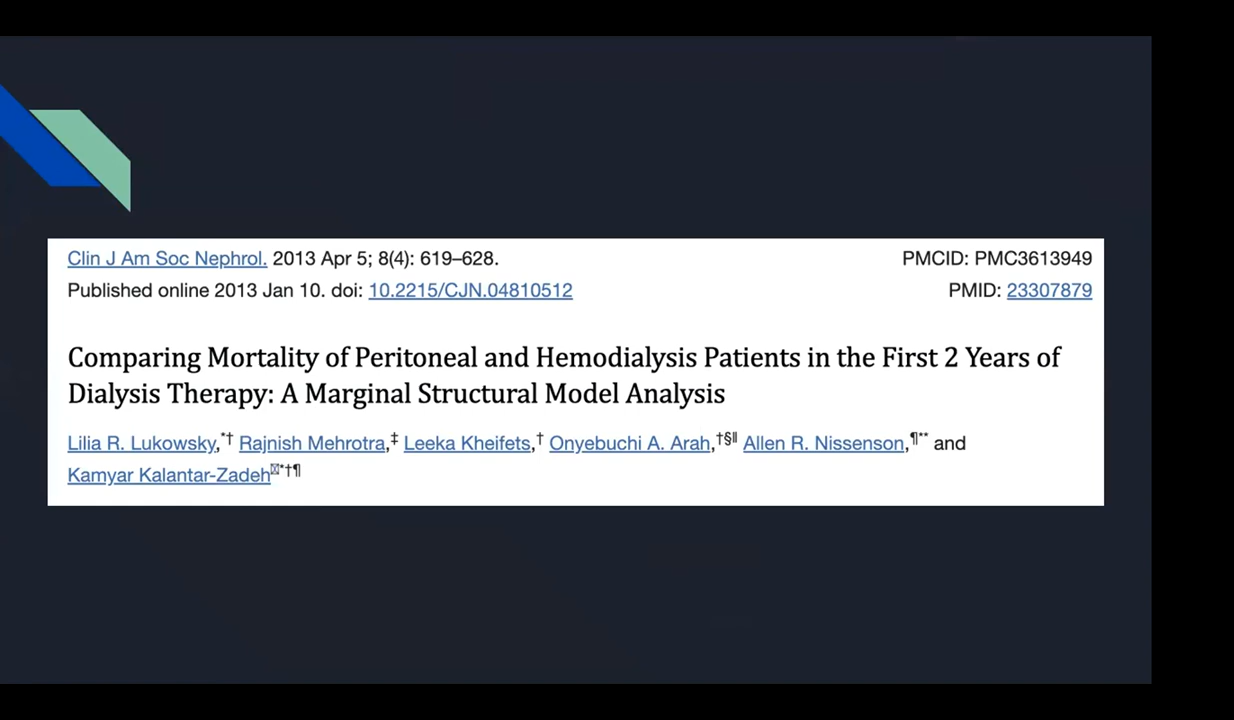 Clin J Am Soc Nephrol. 2013 Apr 5; 8(4): 619–628. PMCID: PMC3613949
Published online 2013 Jan 10. doi: 10.2215/CJN.04810512 PMID: 23307879
Comparing Mortality of Peritoneal and Hemodialysis Patients in the First 2 Years of
Dialysis Therapy: A Marginal Structural Model Analysis
Lilia R. Lukowsky,*† Rajnish Mehrotra,‡ Leeka Kheifets,† Onyebuchi A. Arah,†§‖ Allen R. Nissenson,¶** and
Kamyar Kalantar-Zadeh*†¶